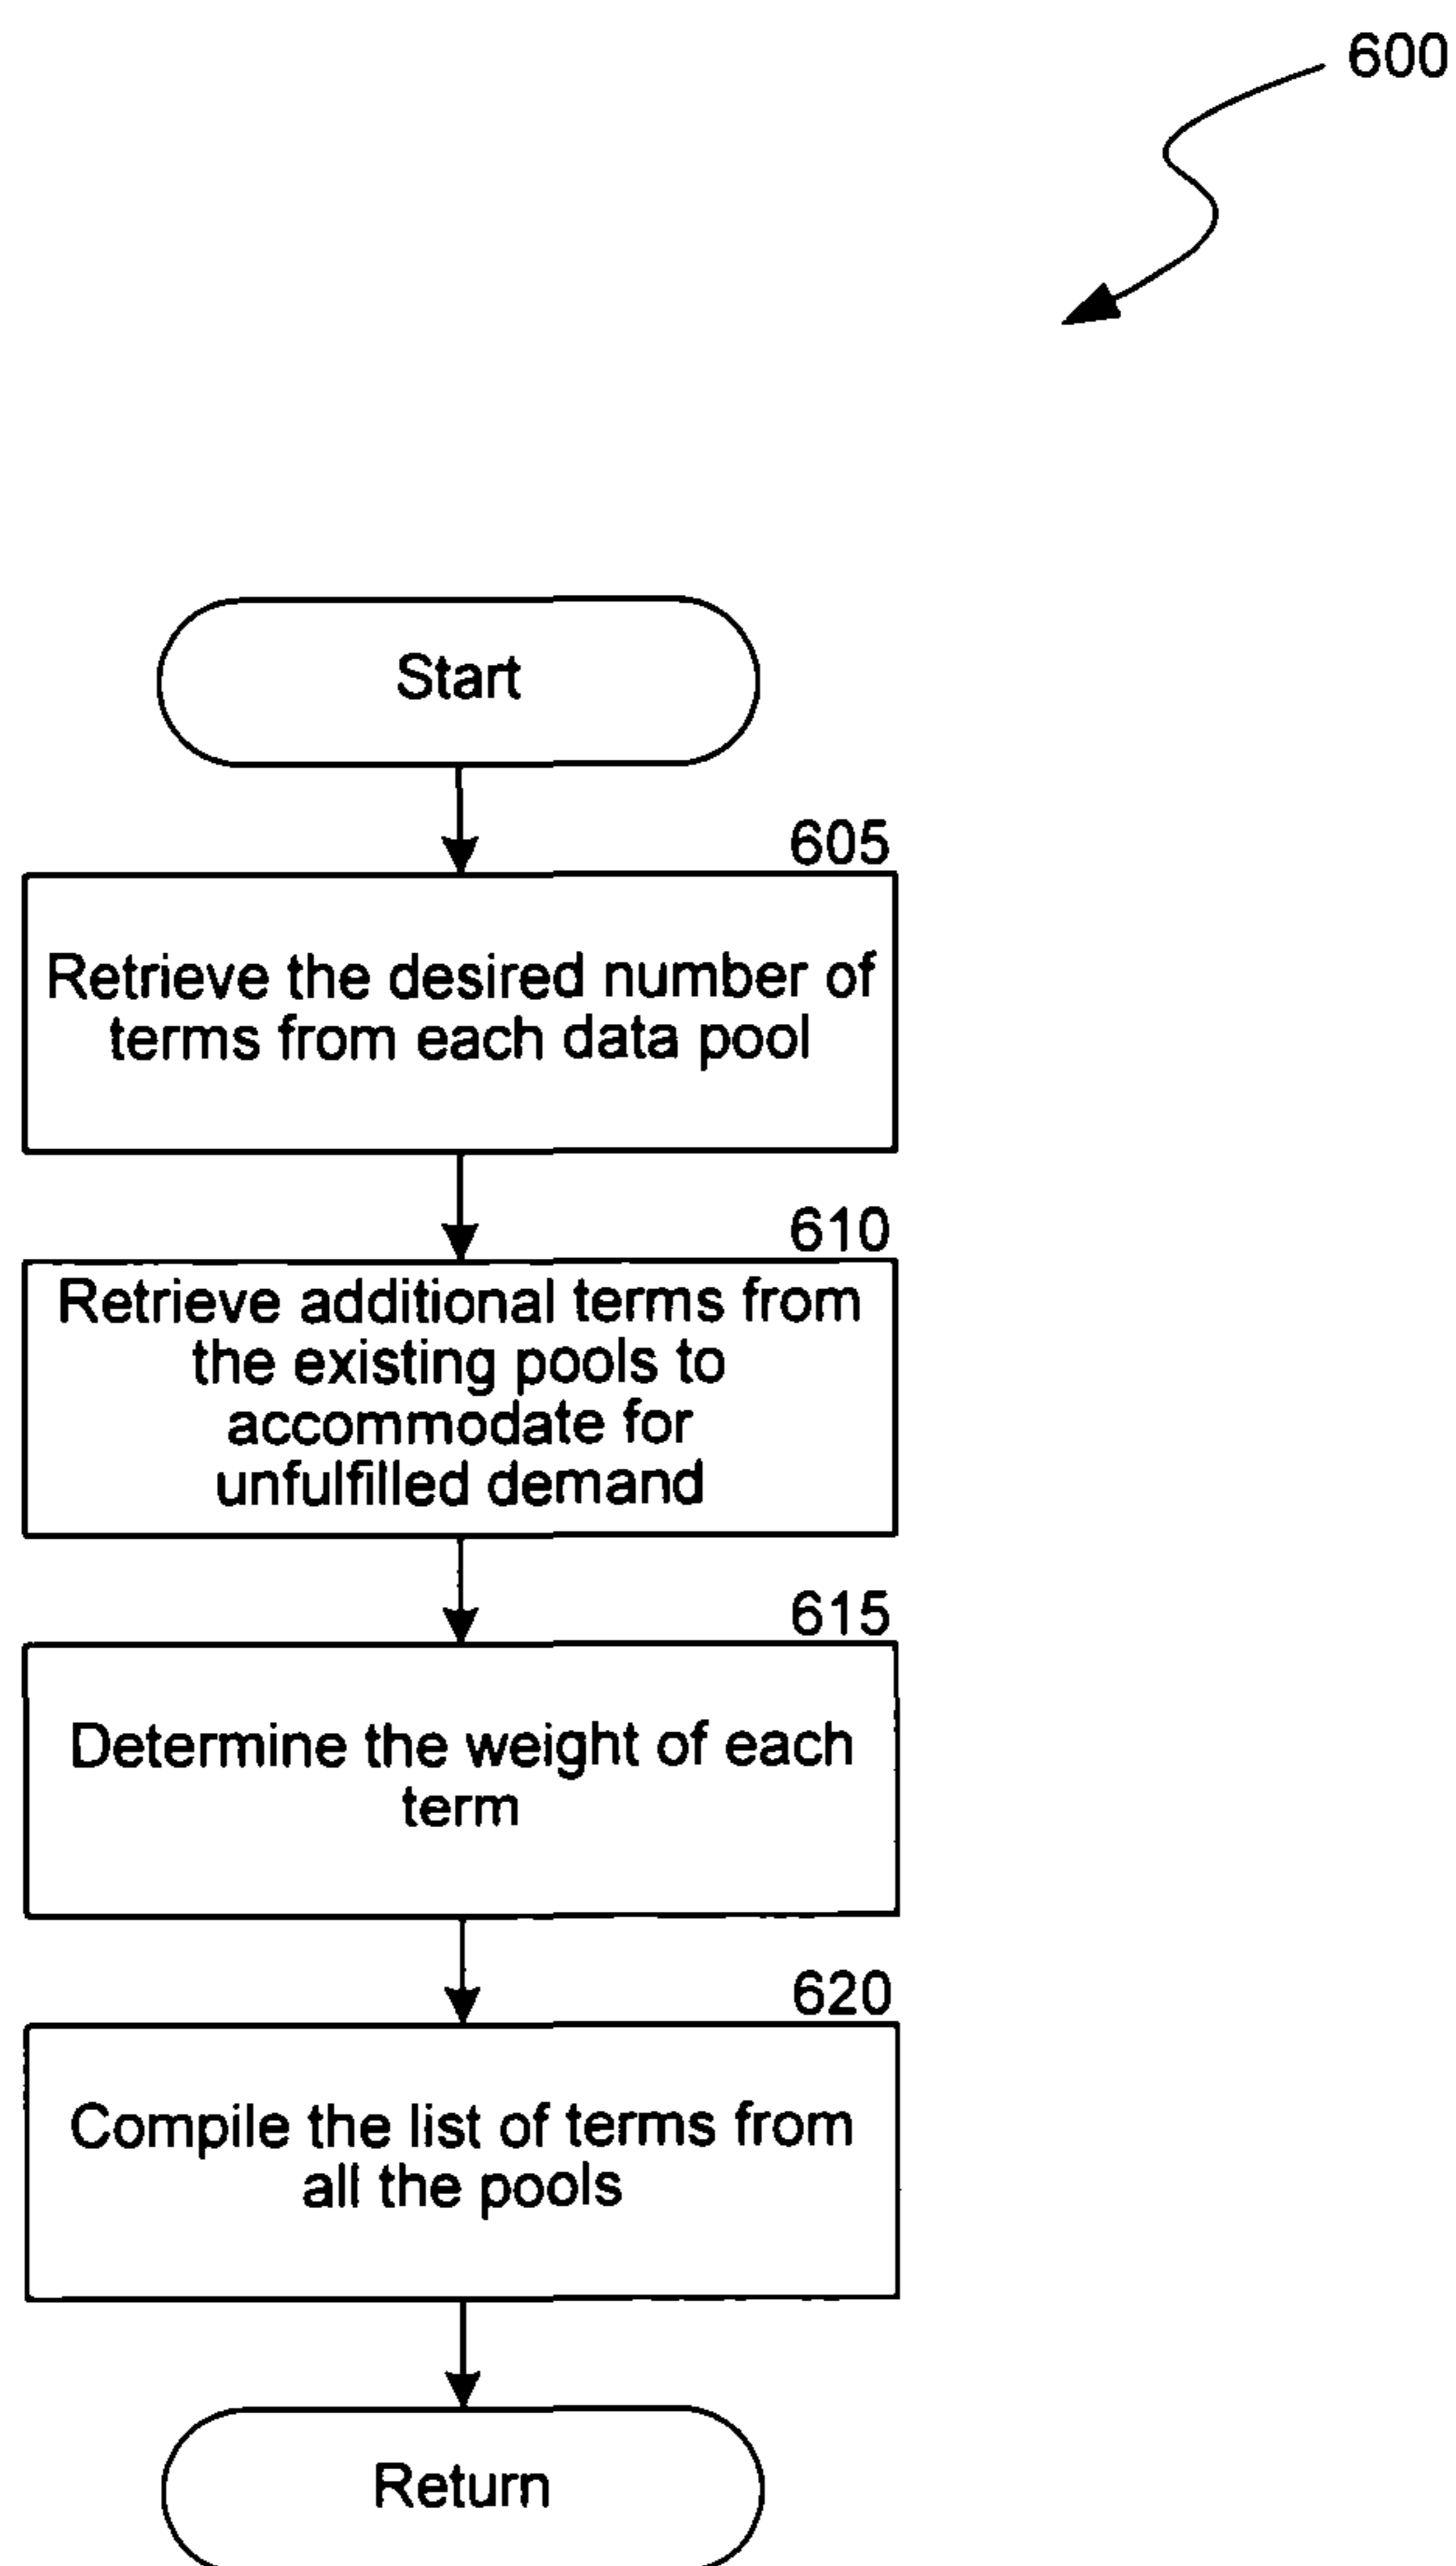 600
Start
605
Retrieve the desired number of
terms from each data pool
610
Retrieve additional terms from
the existing pools to
accommodate for
unfulfilled demand
615
Determine the weight of each
term
620
Compile the list of terms from
all the pools
Return